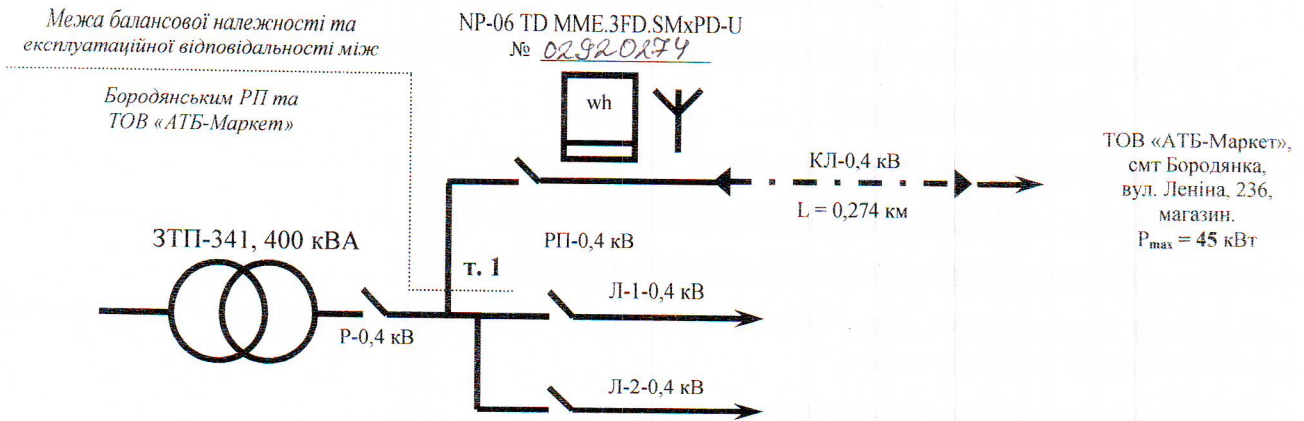 Межа балансової належності та
експлуатаційної відповідальності між
Бородянським РП та
ТОВ «АТБ-Маркет»
NP-06 TD MME.3FD.SMxPD-U
№ 02920274
wh
КЛ-0,4 кВ
L = 0,274 км
ТОВ «АТБ-Маркет»,
смт Бородянка,
вул. Леніна, 236,
магазин.
Pmax = 45 кВт
ЗТП-341, 400 кВА
РП-0,4 кВ
т. 1
Л-1-0,4 кВ
Р-0,4 кВ
Л-2-0,4 кВ